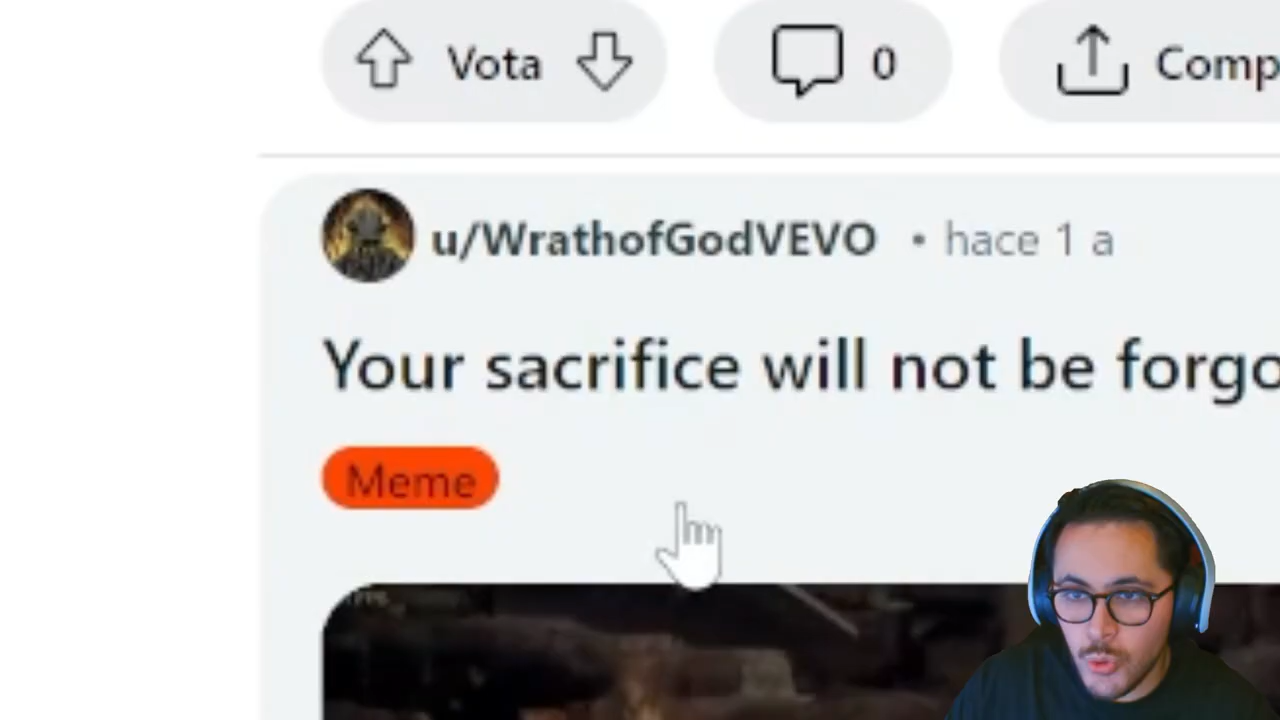 Vota 0 Comp
u/WrathofGodVEVO • hace 1 a
Your sacrifice will not be forgo
Meme